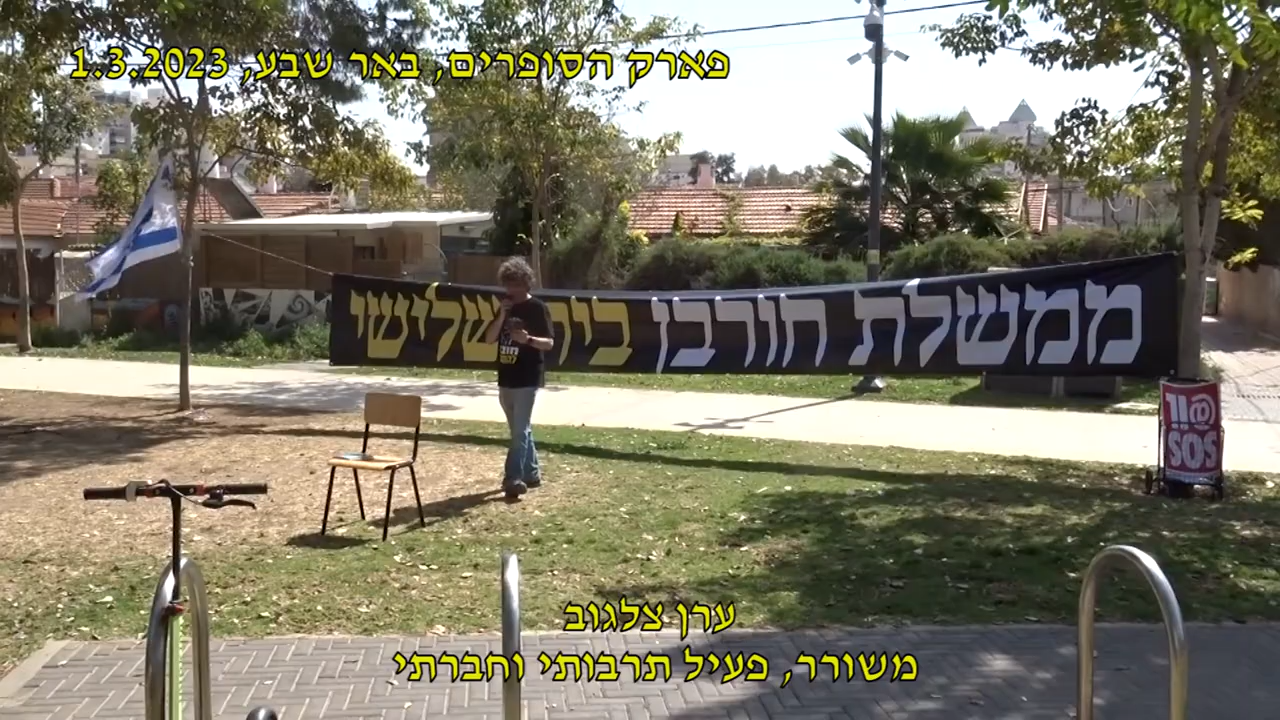 פארק הסופרים, באר שבע, 1.3.2023
ממשלת חורבן בית שלישי
@!!
SOS
ערן צלגוב
משורר, פעיל תרבותי וחברתי